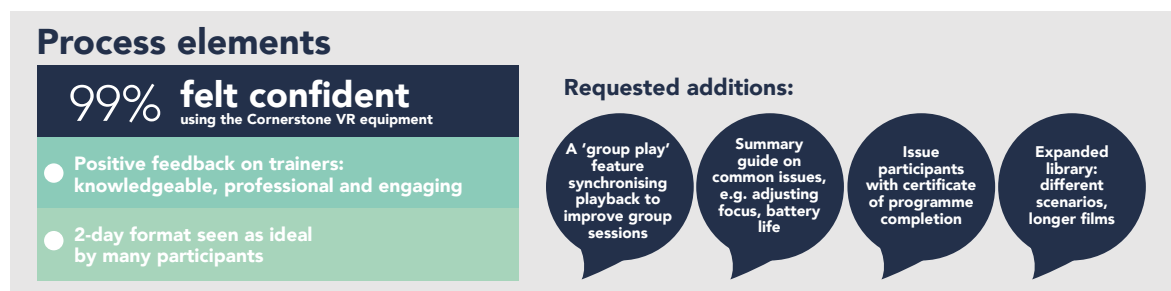 Process elements
99% felt confident
using the Cornerstone VR equipment
Positive feedback on trainers:
knowledgeable, professional and engaging
2-day format seen as ideal
by many participants
Requested additions:
A ‘group play’
feature
synchronising
playback to
improve group
sessions
Summary
guide on
common issues,
e.g. adjusting
focus, battery
life
Issue
participants
with certificate
of programme
completion
Expanded
library:
different
scenarios,
longer films